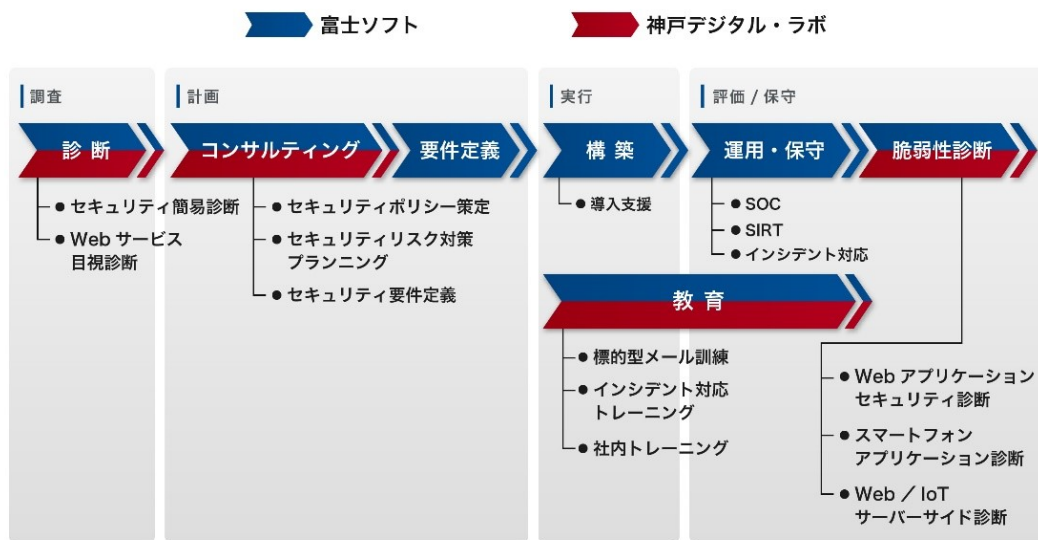 富士ソフト
神戸デジタル・ラボ
調査
計画
実行
評価 / 保守
診 断
コンサルティング
要件定義
構 築
運用・保守
脆弱性診断
● セキュリティ簡易診断
● Web サービス
目視診断
● セキュリティポリシー策定
● セキュリティリスク対策
プランニング
● セキュリティ要件定義
● 導入支援
● SOC
● SIRT
● インシデント対応
教 育
● 標的型メール訓練
● インシデント対応
トレーニング
● 社内トレーニング
● Web アプリケーション
セキュリティ診断
● スマートフォン
アプリケーション診断
● Web ／ IoT
サーバーサイド診断